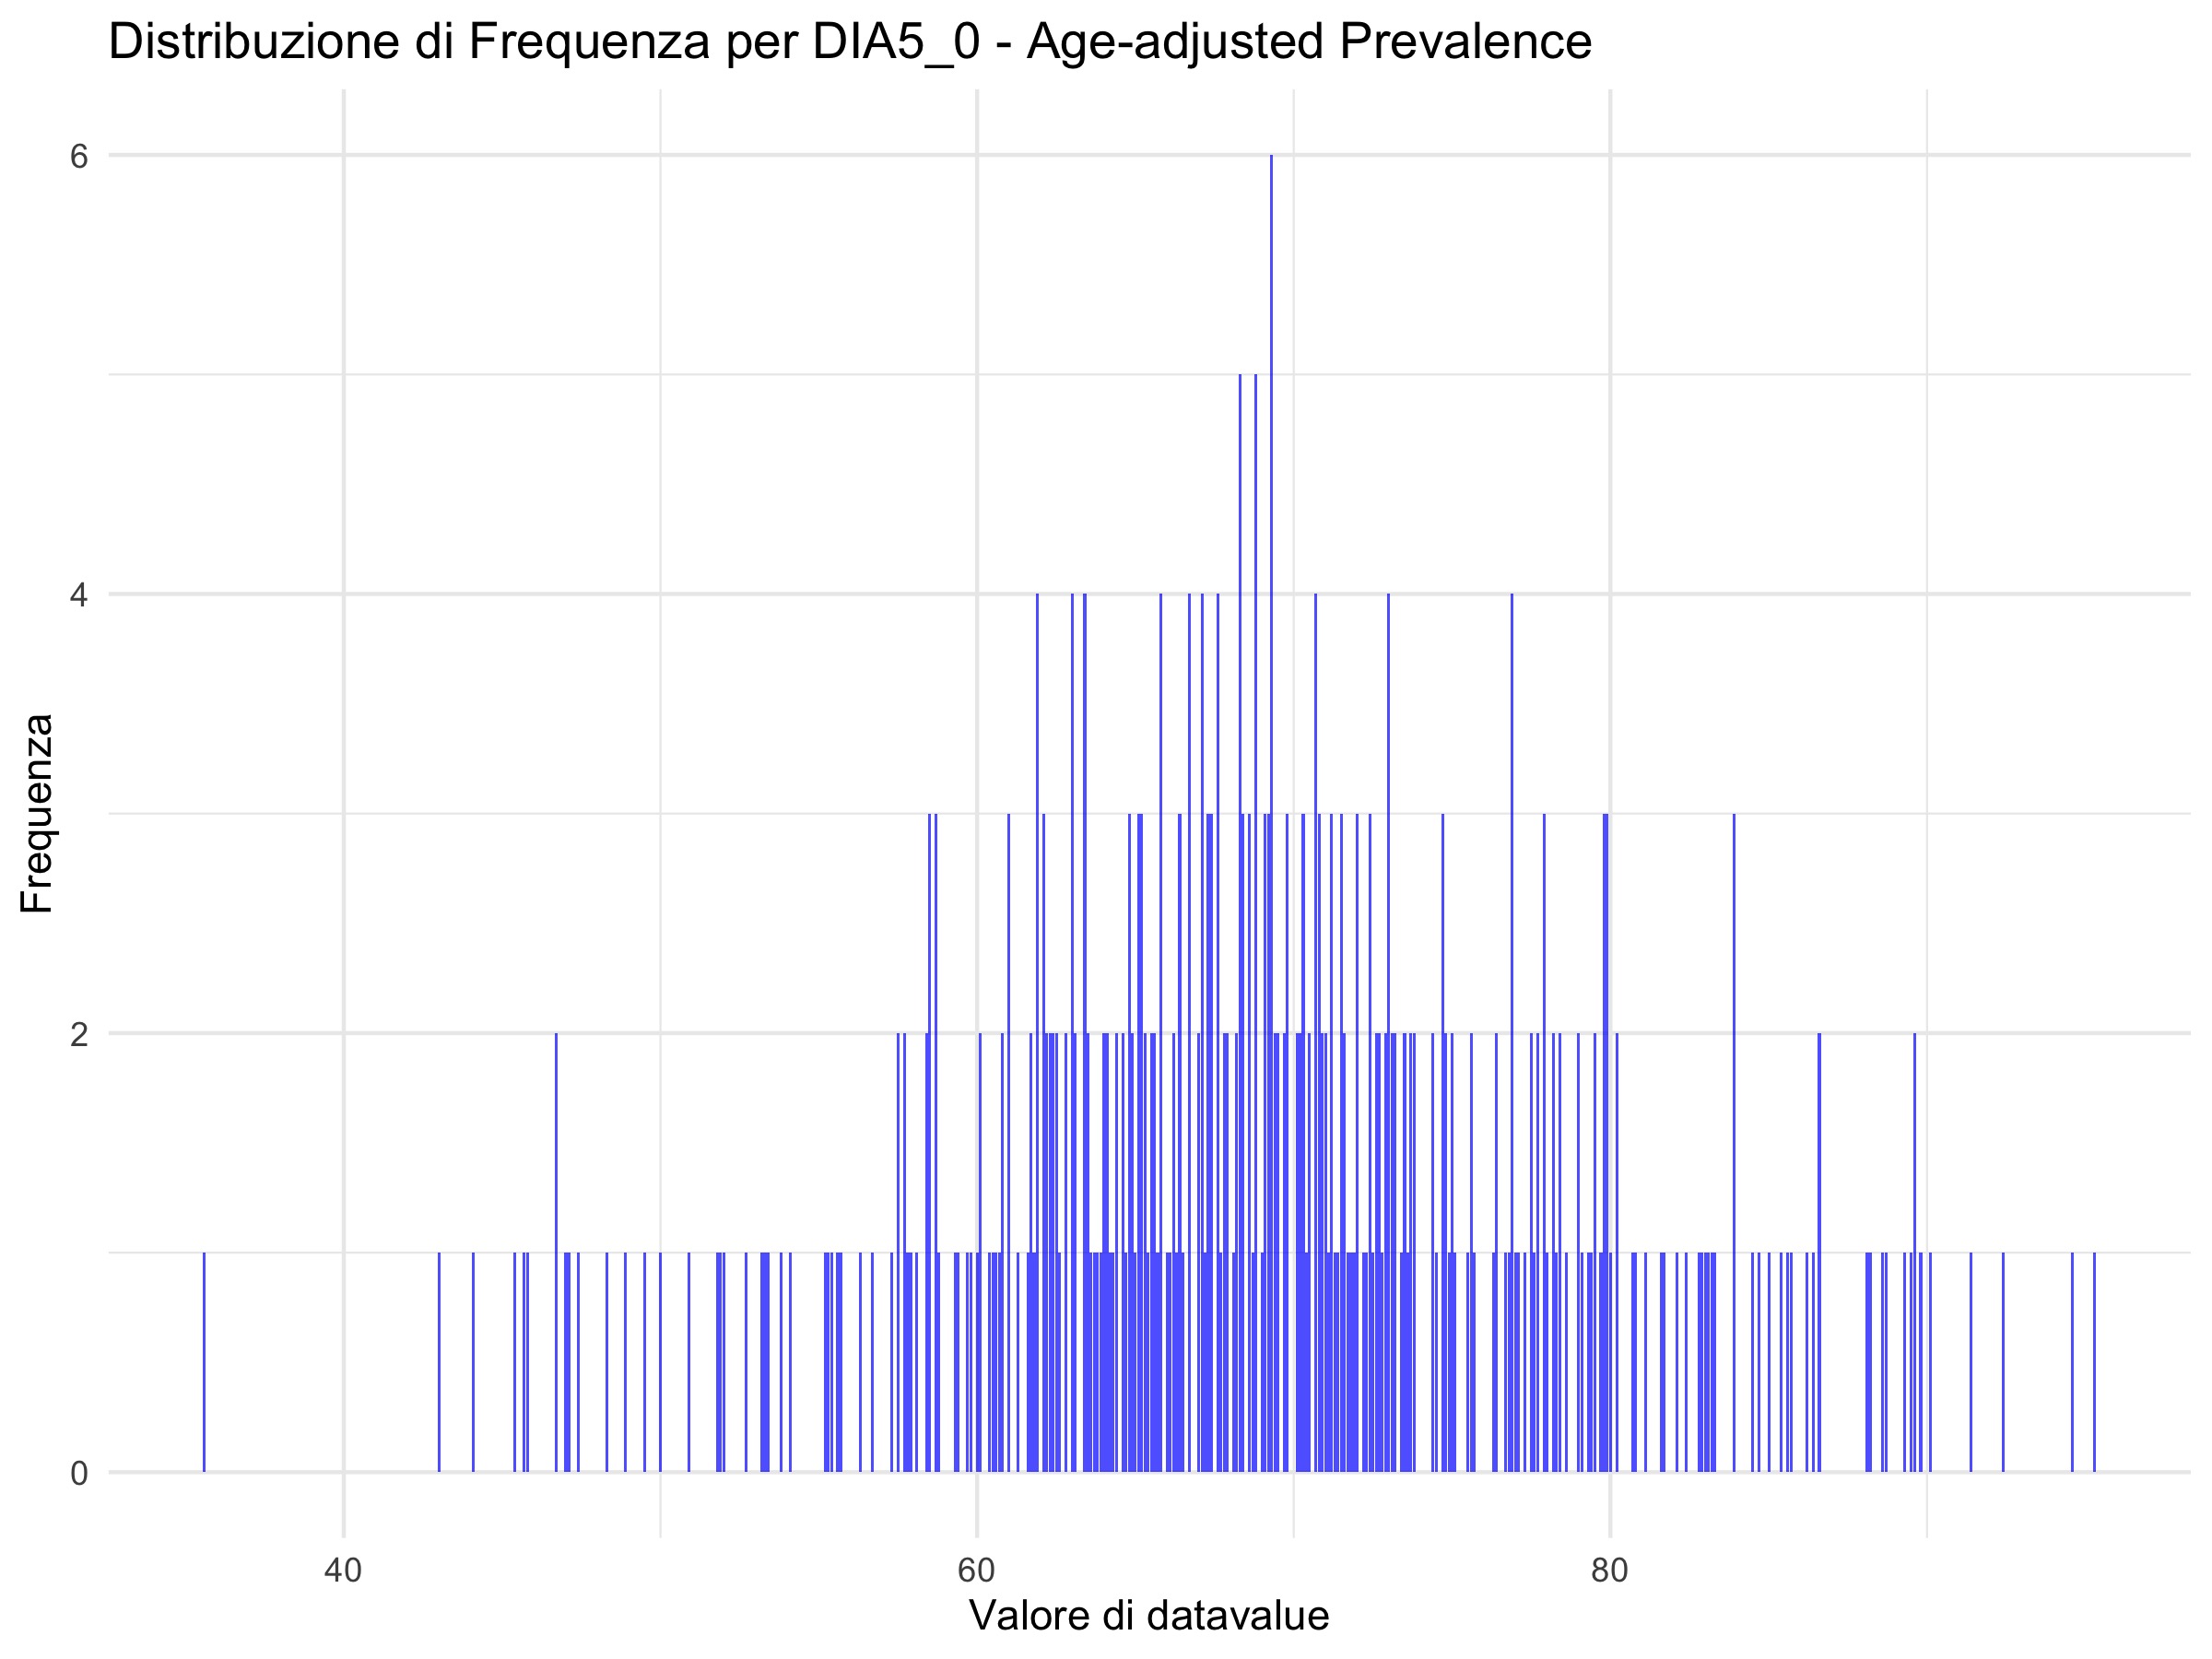 Distribuzione di Frequenza per DIA5_0 - Age-adjusted Prevalence
6
4
2
0
Frequenza
40 60 80
Valore di datavalue